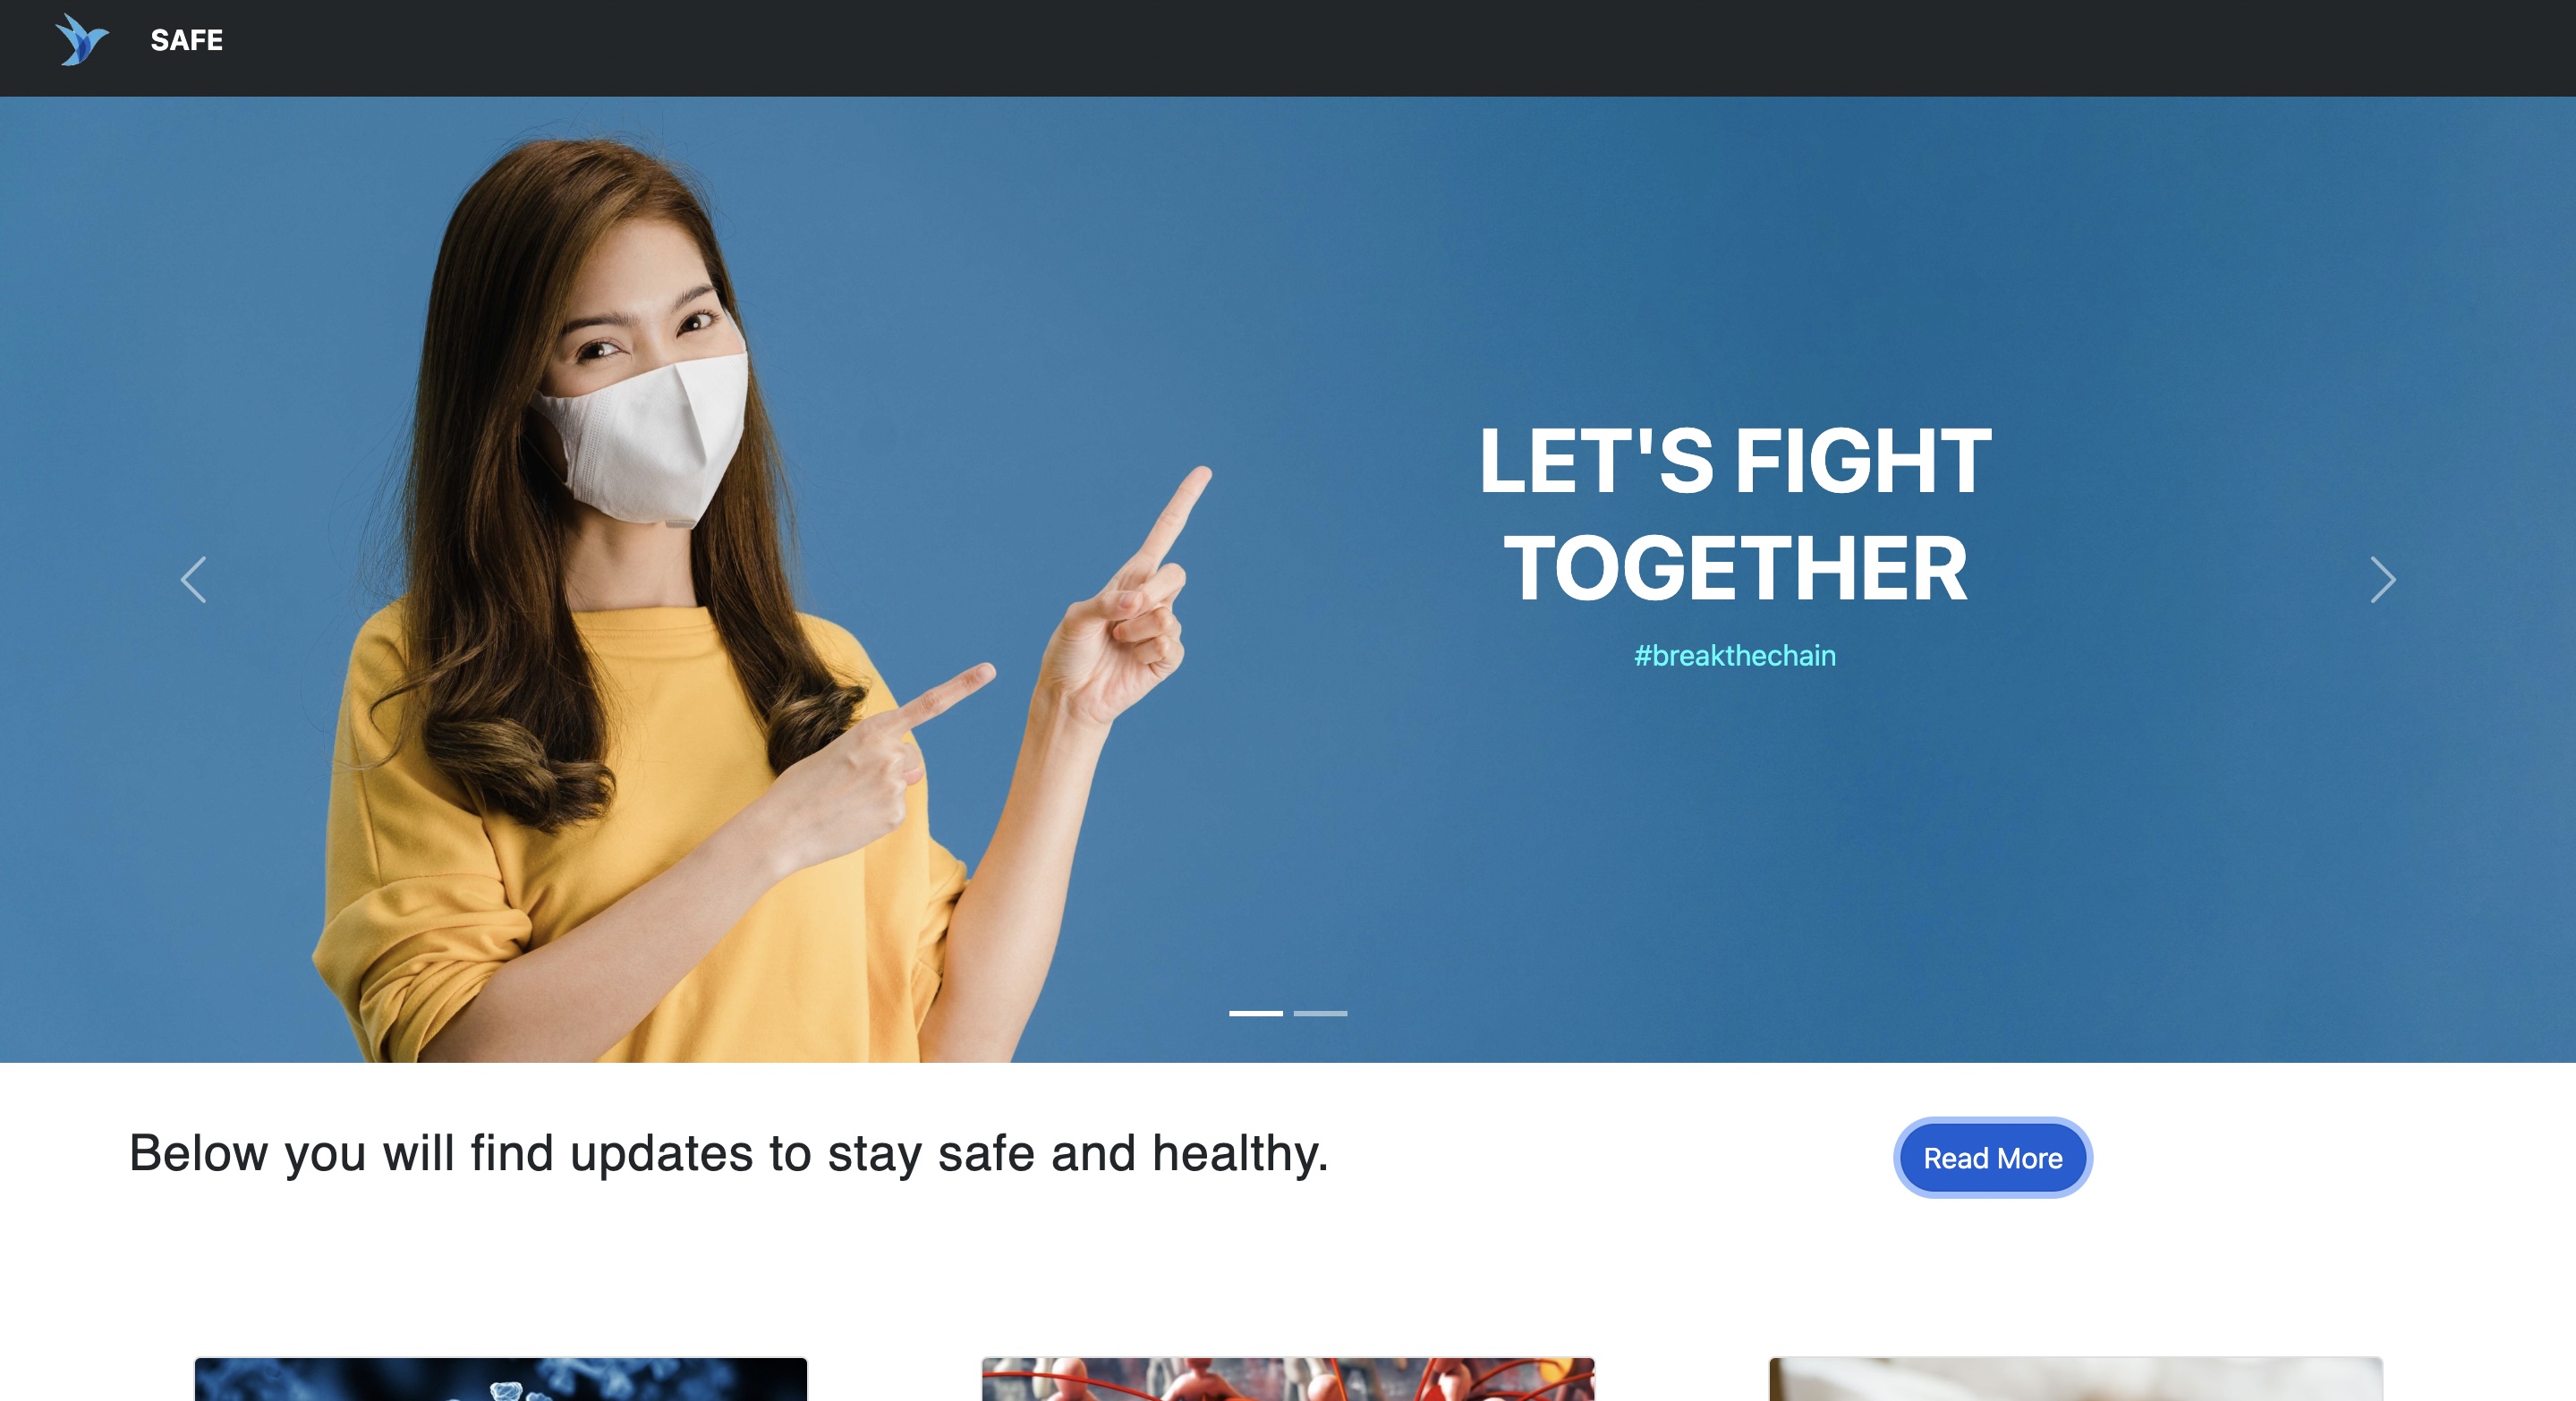 SAFE
LET'S FIGHT
TOGETHER
#breakthechain
Below you will find updates to stay safe and healthy.
Read More